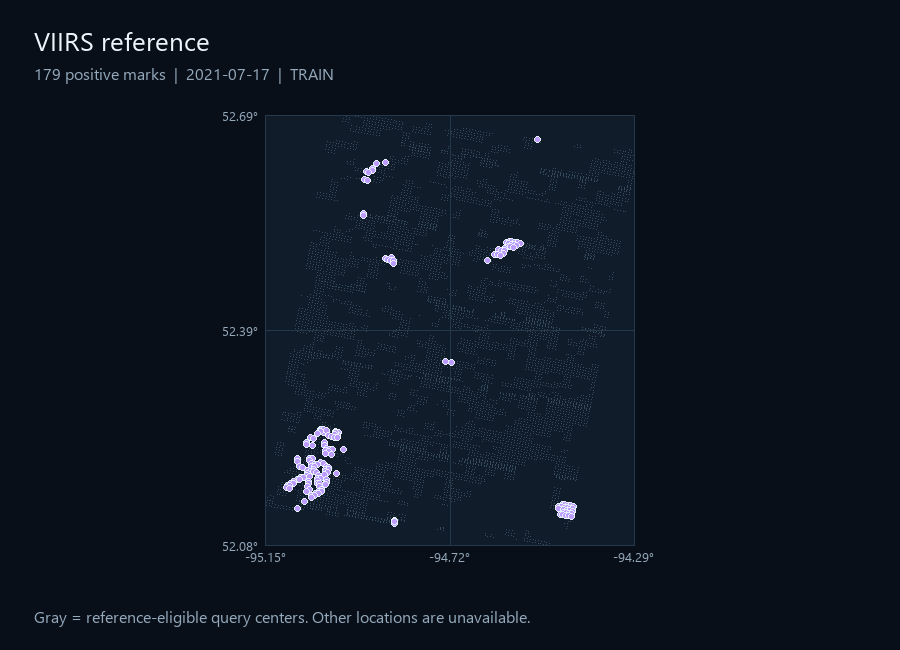 VIIRS reference
179 positive marks | 2021-07-17 | TRAIN
52.69°
52.39°
52.08°
-95.15°
-94.72°
-94.29°
Gray = reference-eligible query centers. Other locations are unavailable.